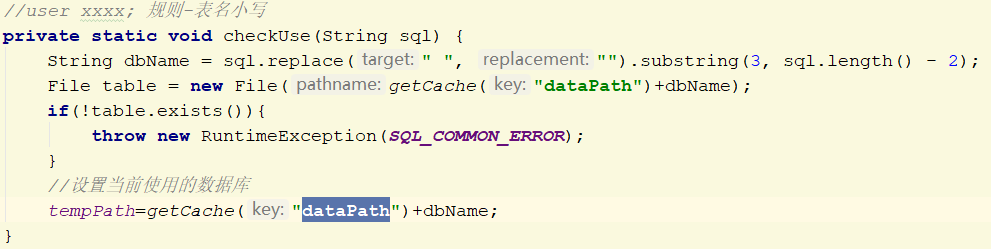 //user xxxx; 规则-表名小写
private static void checkUse(String sql) {
String dbName = sql.replace( target: " ", replacement: "").substring(3, sql.length() - 2);
File table = new File( pathname: getCache( key: "dataPath")+dbName);
if(!table.exists()){
throw new RuntimeException(SQL_COMMON_ERROR);
}
//设置当前使用的数据库
tempPath=getCache( key: "dataPath")+dbName;
}